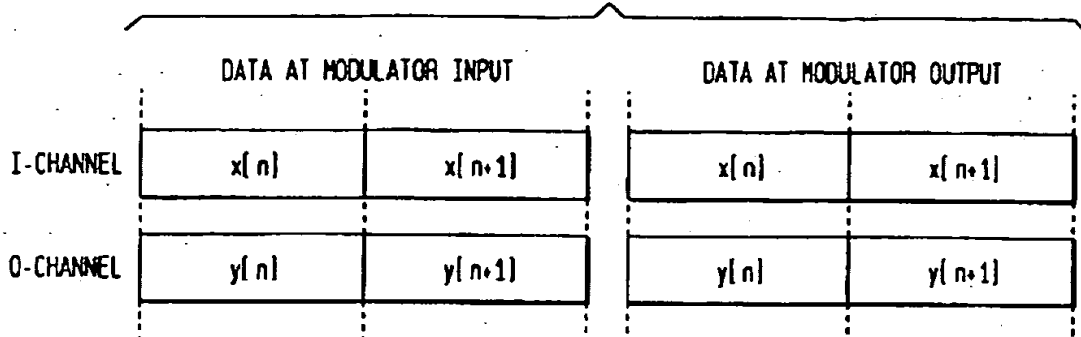 DATA AT MODULATOR INPUT DATA AT MODULATOR OUTPUT
I-CHANNEL x[n] x[n+1] x[n] x[n+1]
O-CHANNEL y[n] y[n+1] y[n] y[n+1]